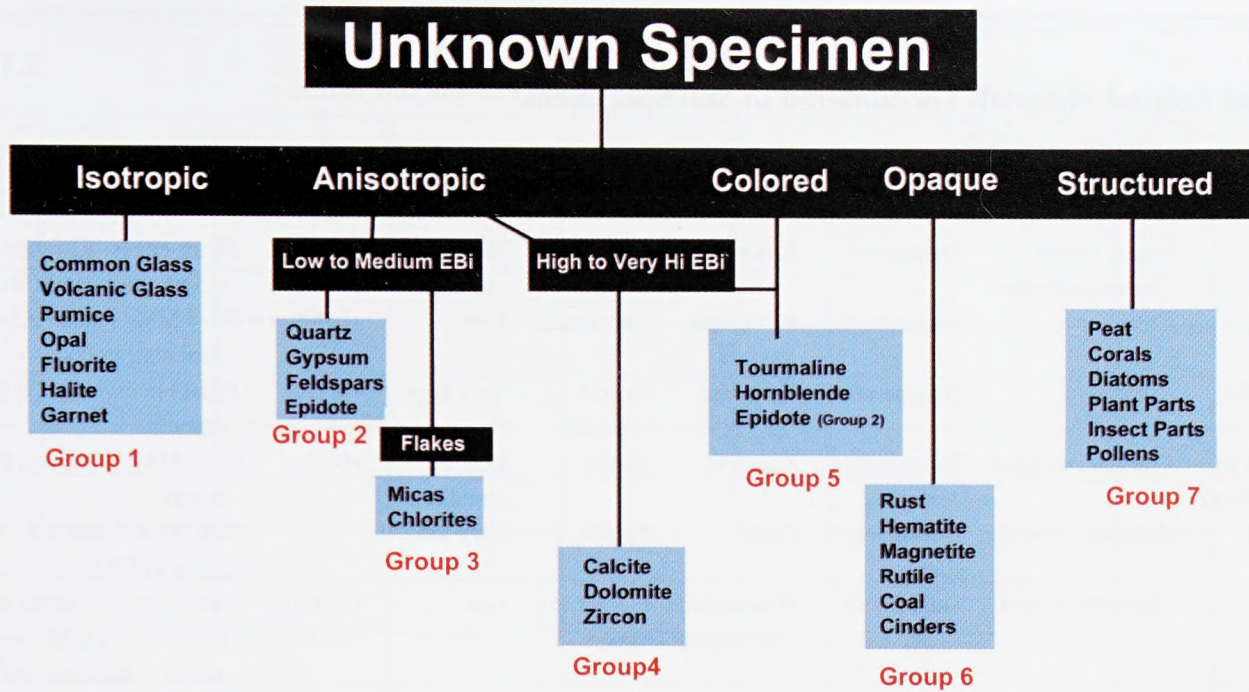 Unknown Specimen
Isotropic
Anisotropic
Colored
Opaque
Structured
Common Glass
Volcanic Glass
Pumice
Opal
Fluorite
Halite
Garnet
Group 1
Low to Medium EBi
High to Very Hi EBi
Quartz
Gypsum
Feldspars
Epidote
Group 2
Flakes
Micas
Chlorites
Group 3
Calcite
Dolomite
Zircon
Group4
Tourmaline
Hornblende
Epidote (Group 2)
Group 5
Rust
Hematite
Magnetite
Rutile
Coal
Cinders
Group 6
Peat
Corals
Diatoms
Plant Parts
Insect Parts
Pollens
Group 7